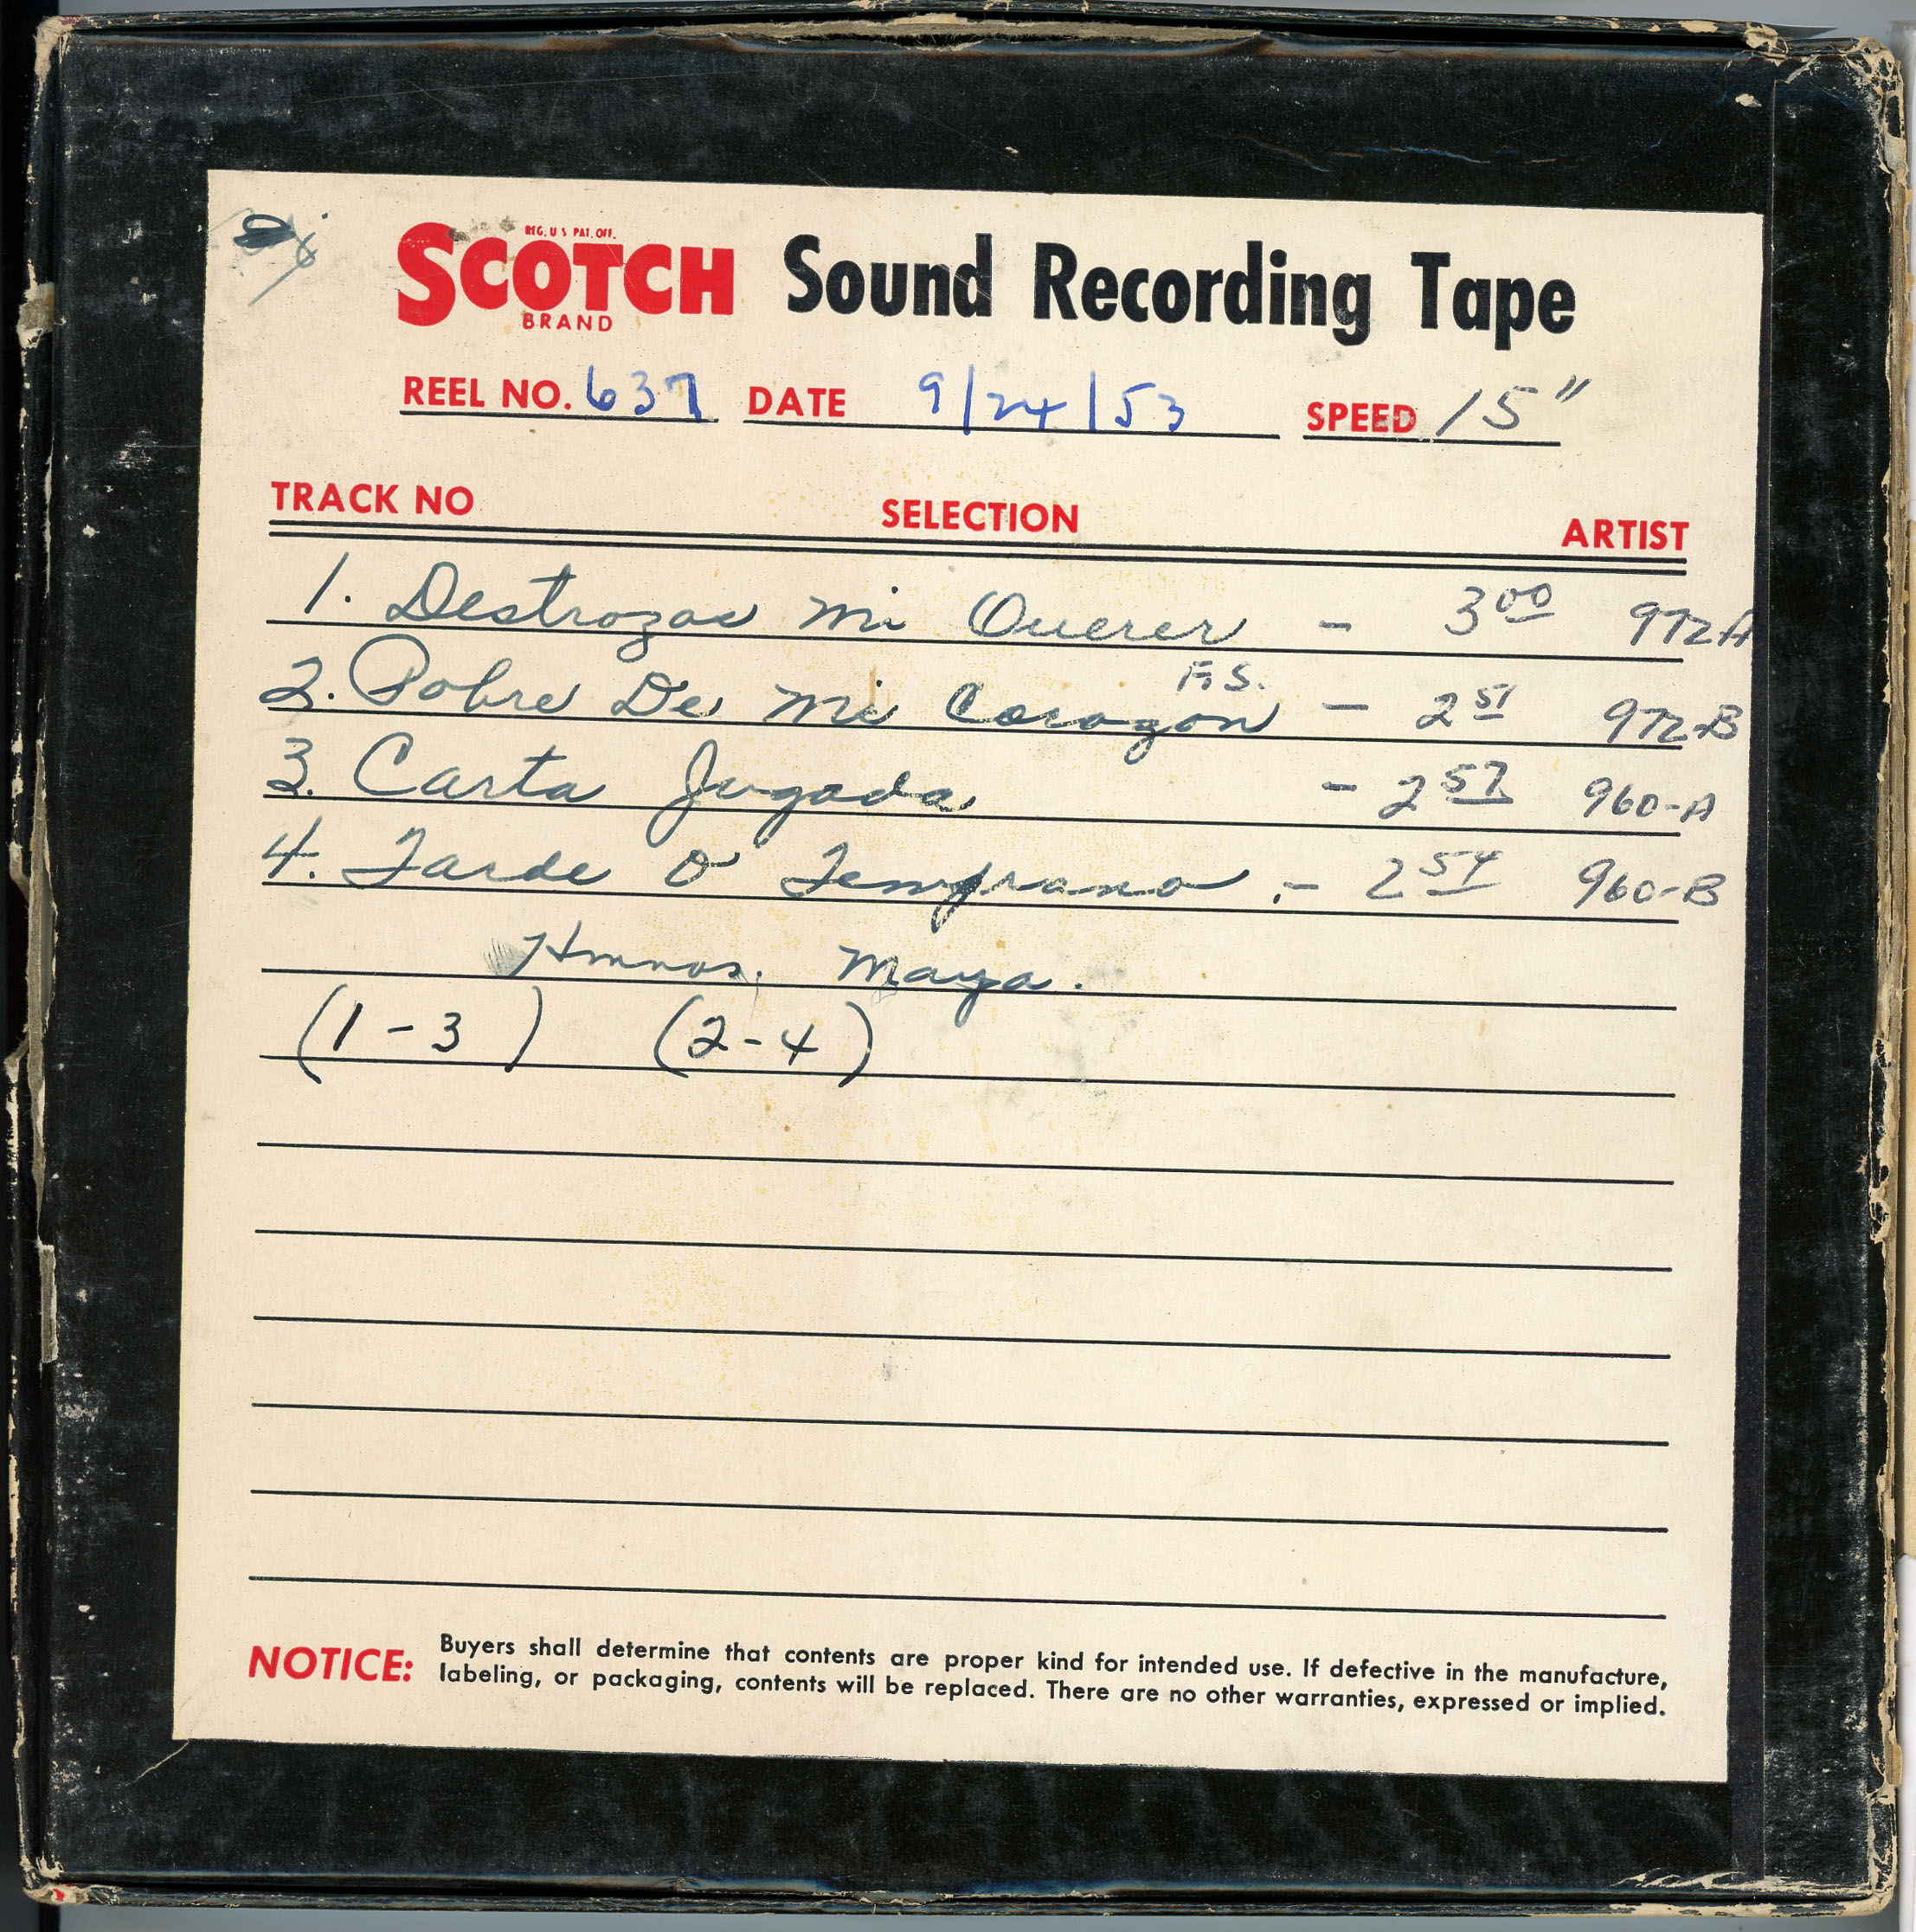 REG. U S PAT. OFF.
SCOTCH Sound Recording Tape
BRAND
REEL NO. 637 DATE 9/24/53 SPEED 15"
TRACK NO SELECTION ARTIST
1. Destrozas Mi Querer - 3 00 972A
F.S.
2. Pobre De Mi Corazon - 2 51 972-B
3. Carta Jugada - 2 57 960-A
4. Tarde O Temprano - 2 54 960-B
Hmnos. Maya.
(1-3) (2-4)
NOTICE: Buyers shall determine that contents are proper kind for intended use. If defective in the manufacture,
labeling, or packaging, contents will be replaced. There are no other warranties, expressed or implied.